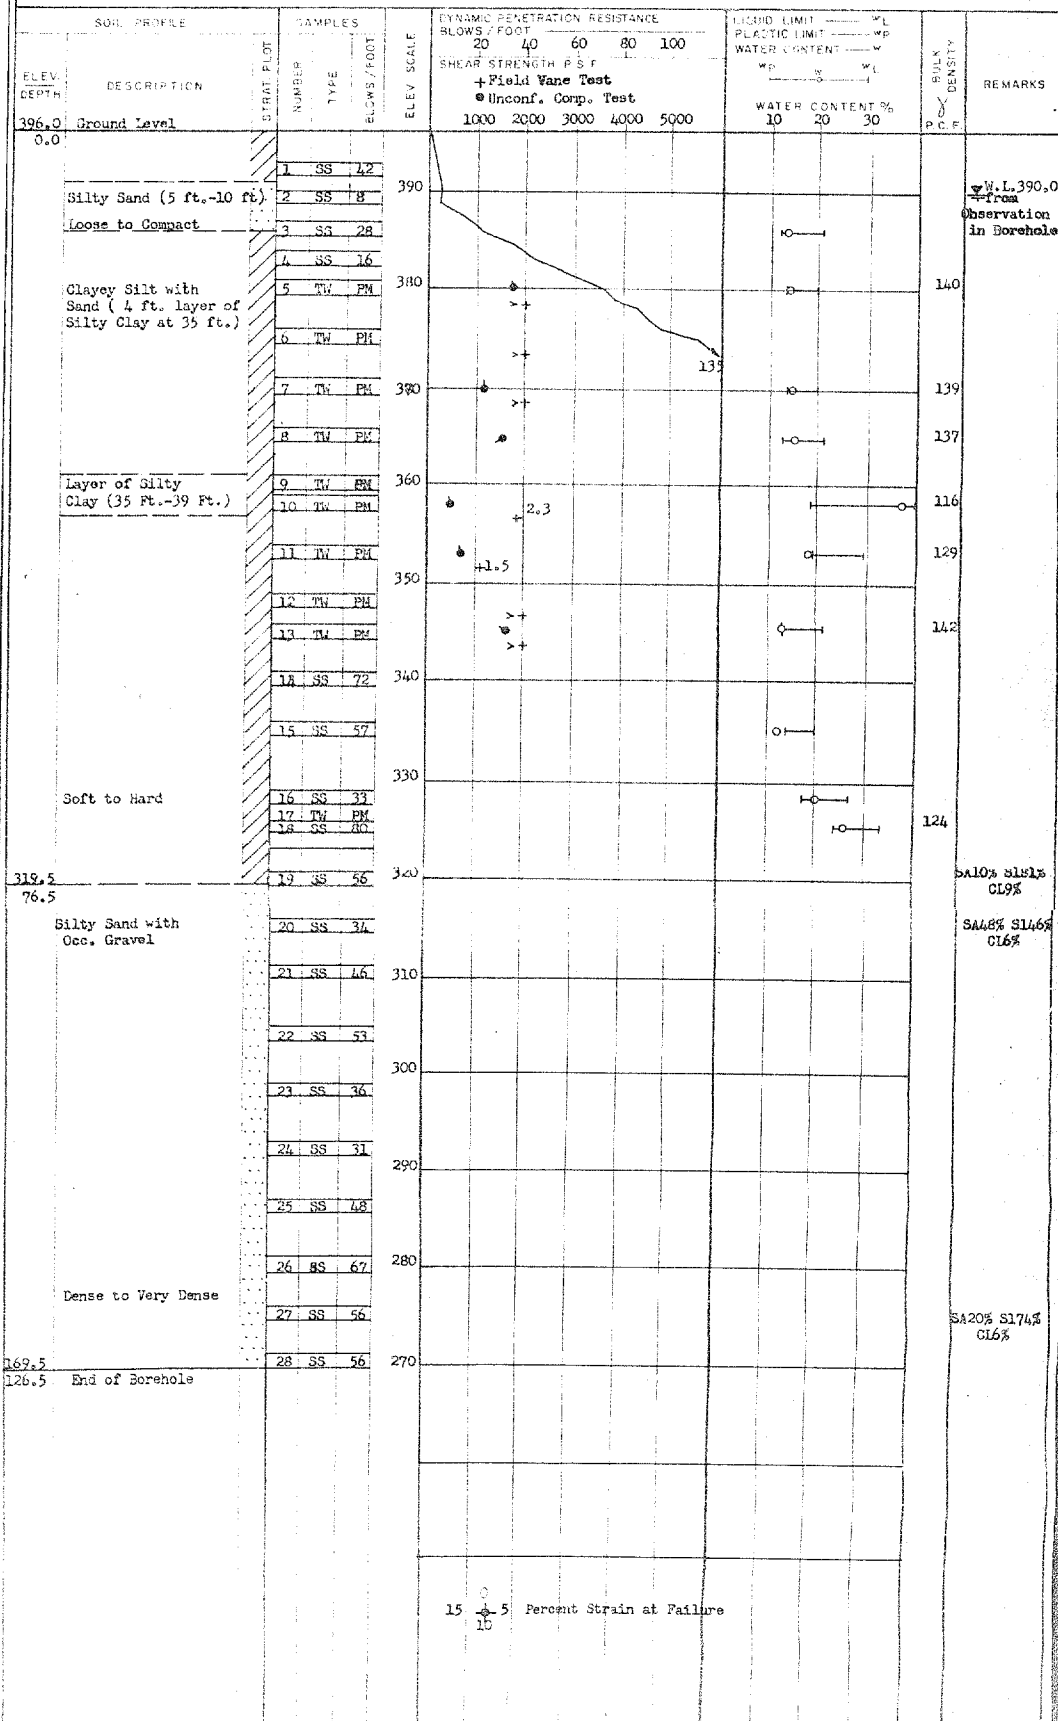 SOIL PROFILE
SAMPLES
DYNAMIC PENETRATION RESISTANCE
BLOWS / FOOT
20 40 60 80 100
SHEAR STRENGTH P S F
+ Field Vane Test
Unconf. Comp. Test
1000 2000 3000 4000 5000
LIQUID LIMIT wL
PLASTIC LIMIT wP
WATER CONTENT w
wP w wL
WATER CONTENT %
10 20 30
BULK DENSITY
γ
P.C.F.
REMARKS
ELEV.
DEPTH
DESCRIPTION
STRAT PLOT
NUMBER
TYPE
BLOWS / FOOT
ELEV SCALE
396.0 Ground Level
0.0
1 SS 42
Silty Sand (5 ft.-10 ft) 2 SS 8 390
W.L.390.0
from
Observation
in Borehole
Loose to Compact
3 SS 28
4 SS 16
Clayey Silt with
Sand ( 4 ft. layer of
Silty Clay at 35 ft.)
5 TW PM 380 140
6 TW PM
135
7 TW PM 370 139
8 TW PM 137
Layer of Silty
Clay (35 Ft.-39 Ft.)
9 TW PM 360
10 TW PM 2.3 116
11 TW PM 129
1.5
350
12 TW PM
13 TW PM 142
18 SS 72 340
15 SS 57
330
Soft to Hard
16 SS 33
17 TW PM
18 SS 80 124
319.5
76.5
19 SS 56 320
SA10% SI81%
CL9%
Silty Sand with
Occ. Gravel
20 SS 34
SA48% SI46%
CL6%
21 SS 46 310
22 SS 53
300
23 SS 36
24 SS 31
290
25 SS 48
26 SS 67 280
Dense to Very Dense
27 SS 56
SA20% SI74%
CL6%
169.5
126.5 End of Borehole
28 SS 56 270
0
15 5 Percent Strain at Failure
10